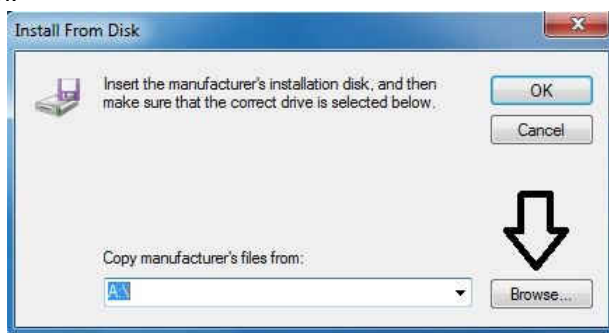 Install From Disk
Insert the manufacturer's installation disk, and then
make sure that the correct drive is selected below.
OK
Cancel
Copy manufacturer's files from:
A:\
Browse...